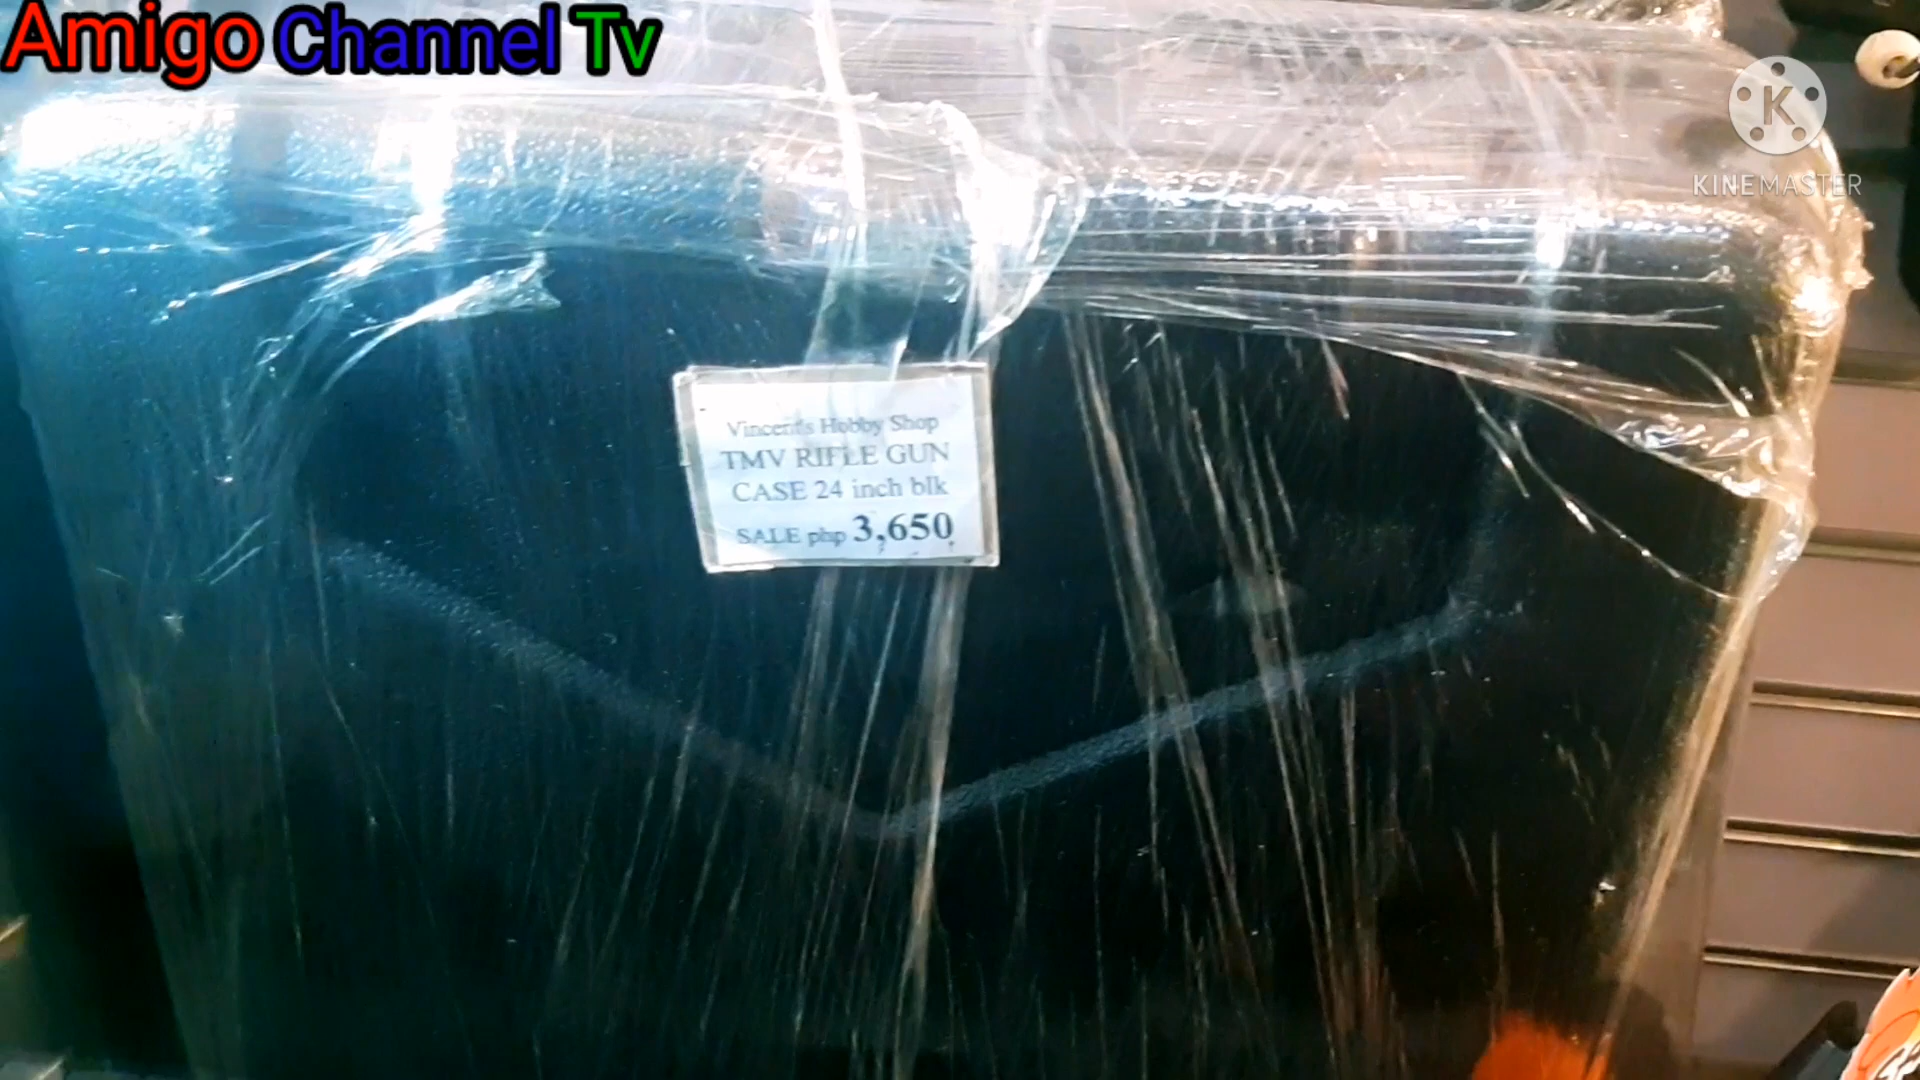 Amigo Channel Tv
K
KINEMASTER
Vincent's Hobby Shop
TMV RIFLE GUN
CASE 24 inch blk
SALE php 3,650